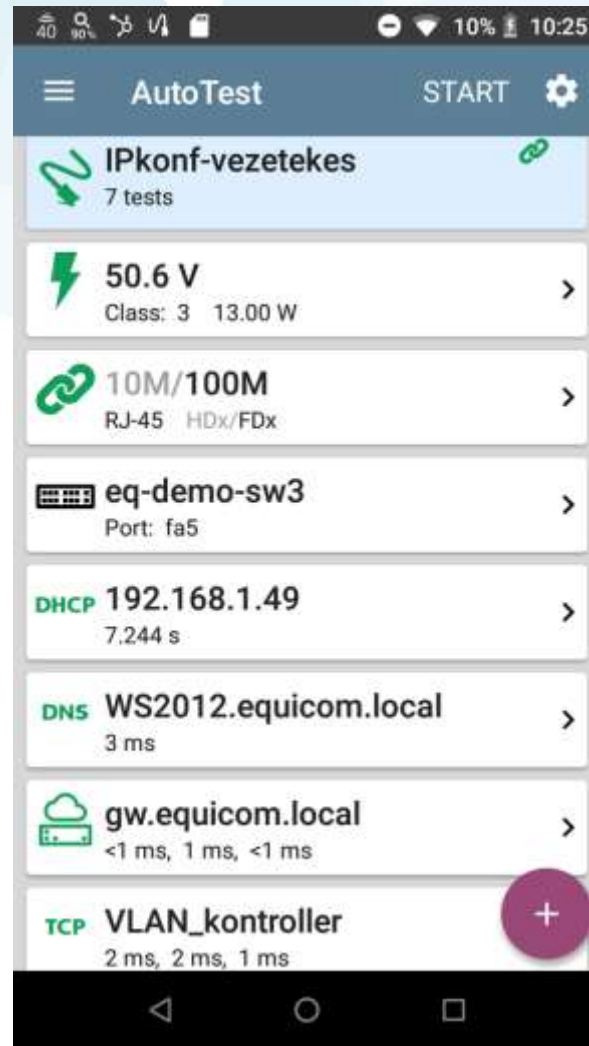 40 90% 10% 10:25
AutoTest START
IPkonf-vezetekes
7 tests
50.6 V
Class: 3 13.00 W
10M/100M
RJ-45 HDx/FDx
eq-demo-sw3
Port: fa5
DHCP 192.168.1.49
7.244 s
DNS WS2012.equicom.local
3 ms
gw.equicom.local
<1 ms, 1 ms, <1 ms
+
TCP VLAN_kontroller
2 ms, 2 ms, 1 ms